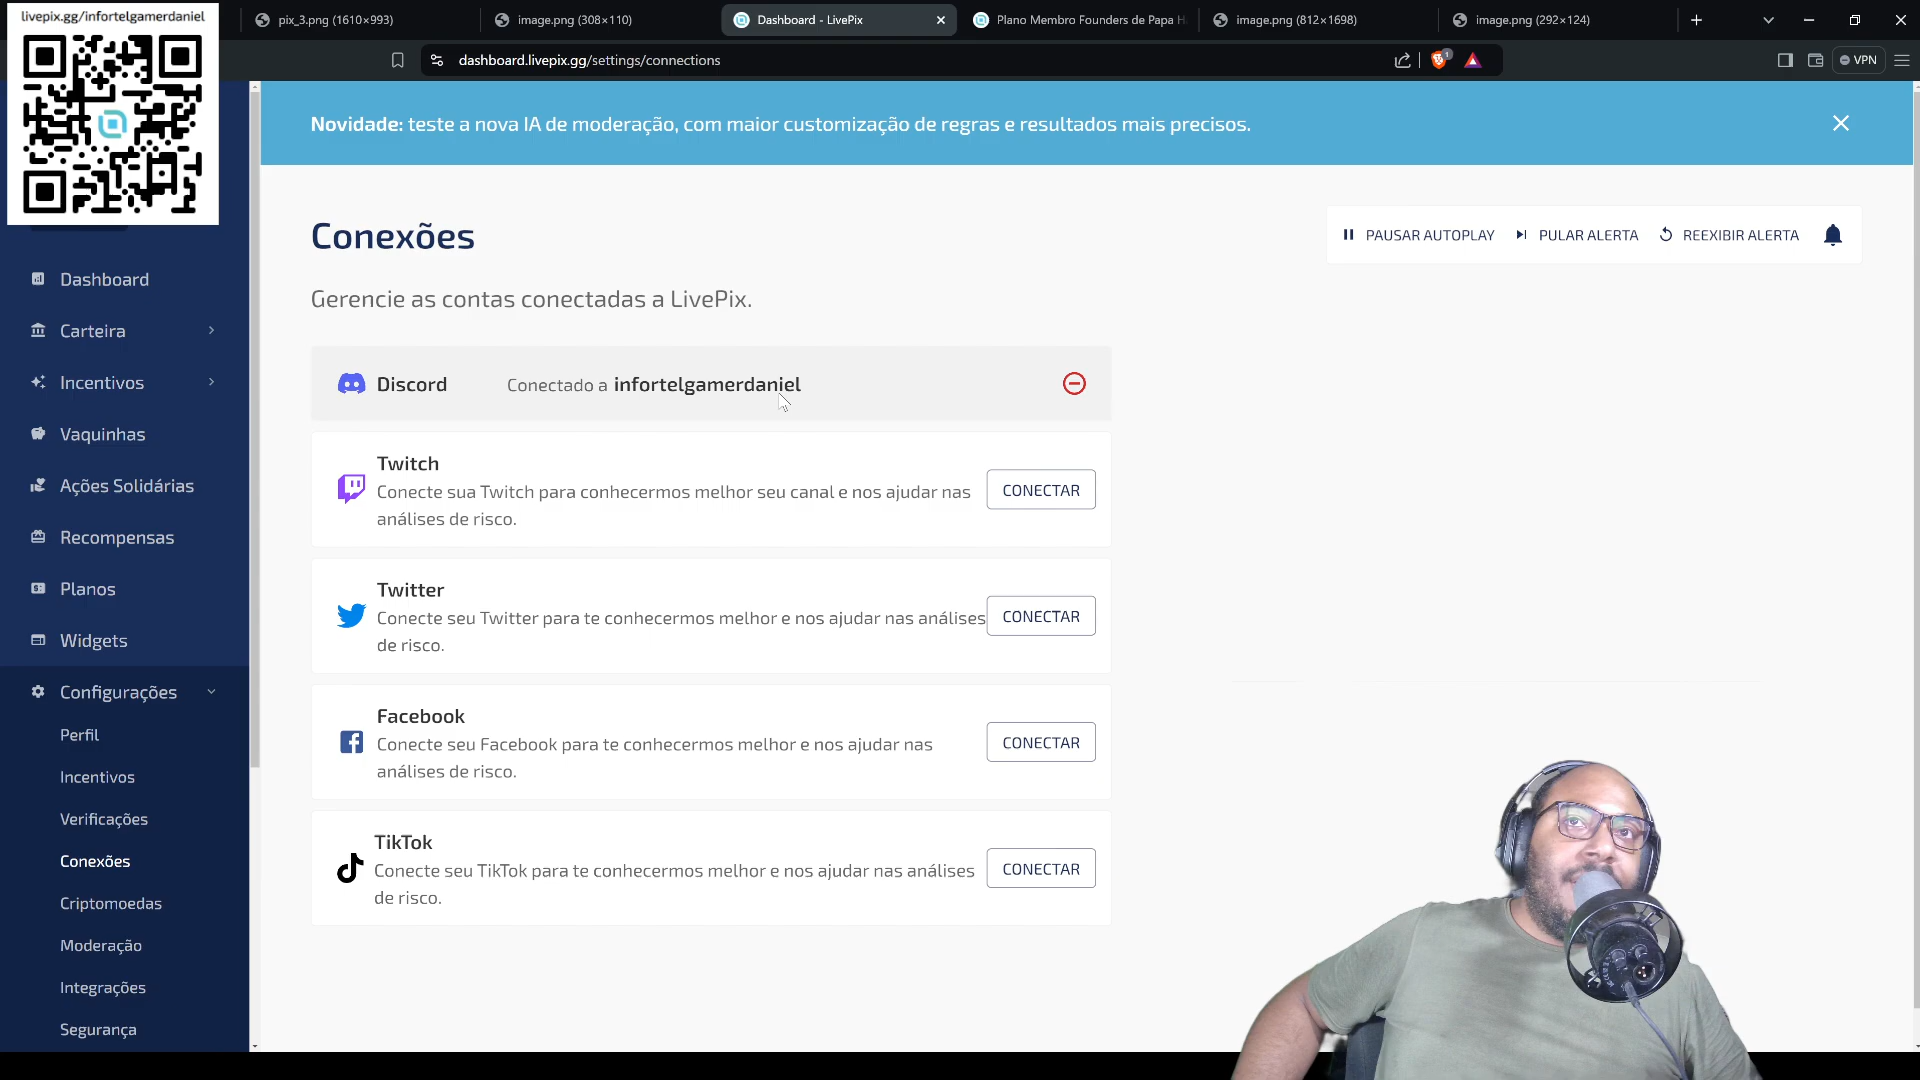 livepix.gg/infortelgamerdaniel
pix_3.png (1610×993)
image.png (308×110)
Dashboard - LivePix
Plano Membro Founders de Papa H
image.png (812×1698)
image.png (292×124)
dashboard.livepix.gg/settings/connections
1
VPN
Novidade: teste a nova IA de moderação, com maior customização de regras e resultados mais precisos.
Conexões
PAUSAR AUTOPLAY
PULAR ALERTA
REEXIBIR ALERTA
Gerencie as contas conectadas a LivePix.
Dashboard
Carteira
Incentivos
Vaquinhas
Ações Solidárias
Recompensas
Planos
Widgets
Configurações
Perfil
Incentivos
Verificações
Conexões
Criptomoedas
Moderação
Integrações
Segurança
Discord
Conectado a infortelgamerdaniel
Twitch
Conecte sua Twitch para conhecermos melhor seu canal e nos ajudar nas
análises de risco.
CONECTAR
Twitter
Conecte seu Twitter para te conhecermos melhor e nos ajudar nas análises
de risco.
CONECTAR
Facebook
Conecte seu Facebook para te conhecermos melhor e nos ajudar nas
análises de risco.
CONECTAR
TikTok
Conecte seu TikTok para te conhecermos melhor e nos ajudar nas análises
de risco.
CONECTAR